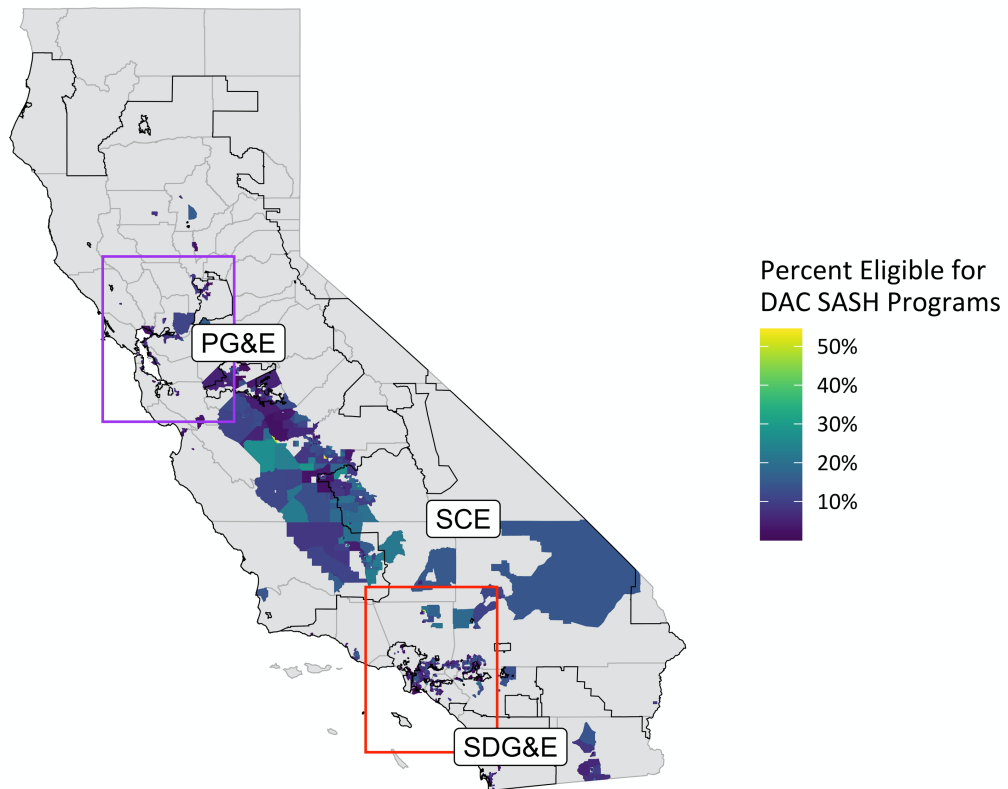 Percent Eligible for
DAC SASH Programs
50%
40%
30%
20%
10%
PG&E
SCE
SDG&E